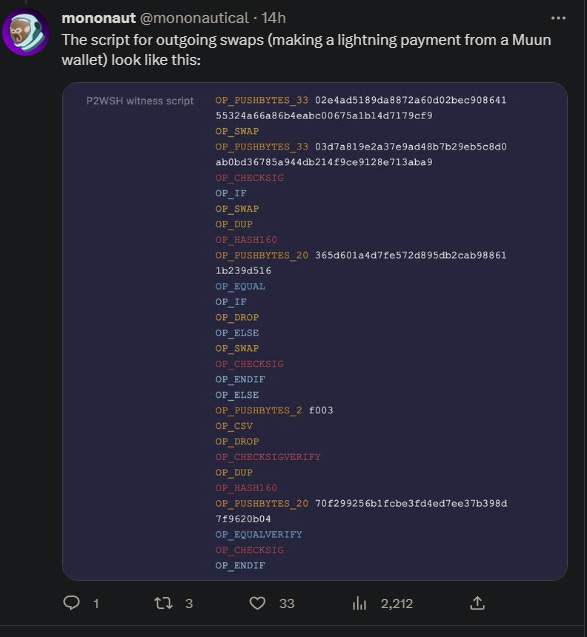 mononaut @mononautical · 14h
The script for outgoing swaps (making a lightning payment from a Muun
wallet) look like this:
P2WSH witness script
OP_PUSHBYTES_33 02e4ad5189da8872a60d02bec908641
55324a66a86b4eabc00675a1b14d7179cf9
OP_SWAP
OP_PUSHBYTES_33 03d7a819e2a37e9ad48b7b29eb5c8d0
ab0bd36785a944db214f9ce9128e713aba9
OP_CHECKSIG
OP_IF
OP_SWAP
OP_DUP
OP_HASH160
OP_PUSHBYTES_20 365d601a4d7fe572d895db2cab98861
1b239d516
OP_EQUAL
OP_IF
OP_DROP
OP_ELSE
OP_SWAP
OP_CHECKSIG
OP_ENDIF
OP_ELSE
OP_PUSHBYTES_2 f003
OP_CSV
OP_DROP
OP_CHECKSIGVERIFY
OP_DUP
OP_HASH160
OP_PUSHBYTES_20 70f299256b1fcbe3fd4ed7ee37b398d
7f9620b04
OP_EQUALVERIFY
OP_CHECKSIG
OP_ENDIF
1 3 33 2,212